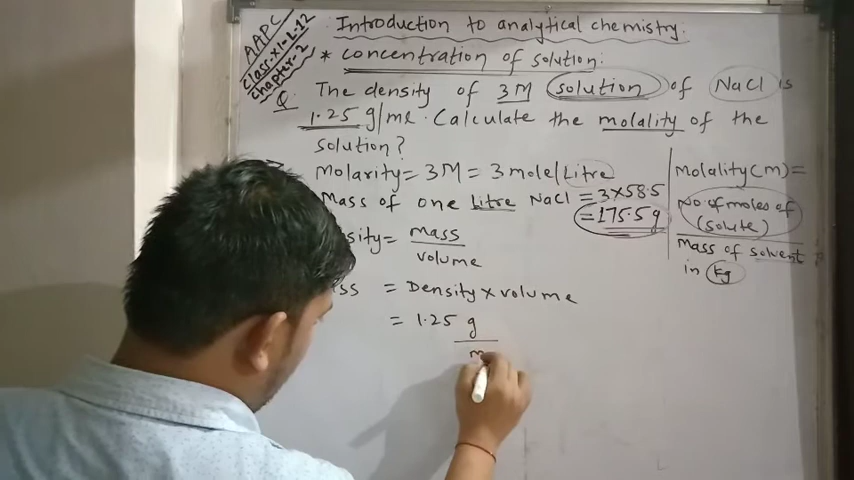 AAPC
Class-XI-L-12
Chapter-2
Introduction to analytical chemistry:
* Concentration of solution:
Q. The density of 3M solution of NaCl is
1.25 g/ml. Calculate the molality of the
solution?
Molarity = 3M = 3 mole/Litre
Mass of one litre NaCl = 3×58.5
= 175.5 g
sity = mass
volume
ss = Density × volume
= 1.25 g
m
Molality(m) =
No. of moles of
(solute)
Mass of solvent
in kg